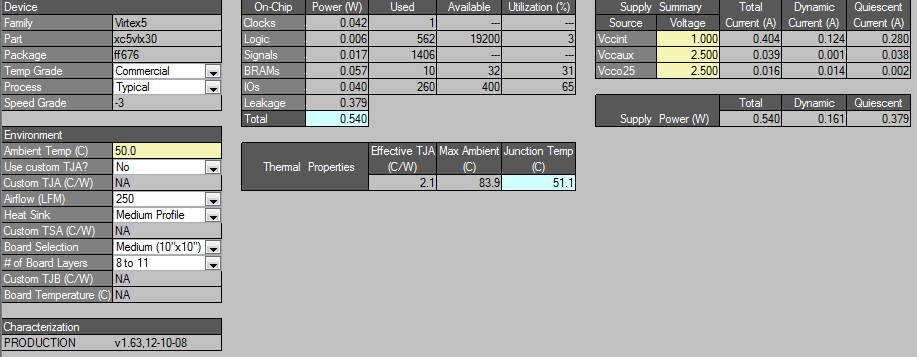 Device
Family Virtex5
Part xc5vlx30
Package ff676
Temp Grade Commercial
Process Typical
Speed Grade -3
Environment
Ambient Temp (C) 50.0
Use custom TJA? No
Custom TJA (C/W) NA
Airflow (LFM) 250
Heat Sink Medium Profile
Custom TSA (C/W) NA
Board Selection Medium (10"x10")
# of Board Layers 8 to 11
Custom TJB (C/W) NA
Board Temperature (C) NA
Characterization
PRODUCTION v1.63,12-10-08
On-Chip Power (W) Used Available Utilization (%)
Clocks 0.042 1 --- ---
Logic 0.006 562 19200 3
Signals 0.017 1406 --- ---
BRAMs 0.057 10 32 31
IOs 0.040 260 400 65
Leakage 0.379
Total 0.540
Thermal Properties Effective TJA Max Ambient Junction Temp
(C/W) (C) (C)
2.1 83.9 51.1
Supply Summary Total Dynamic Quiescent
Source Voltage Current (A) Current (A) Current (A)
Vccint 1.000 0.404 0.124 0.280
Vccaux 2.500 0.039 0.001 0.038
Vcco25 2.500 0.016 0.014 0.002
Total Dynamic Quiescent
Supply Power (W) 0.540 0.161 0.379